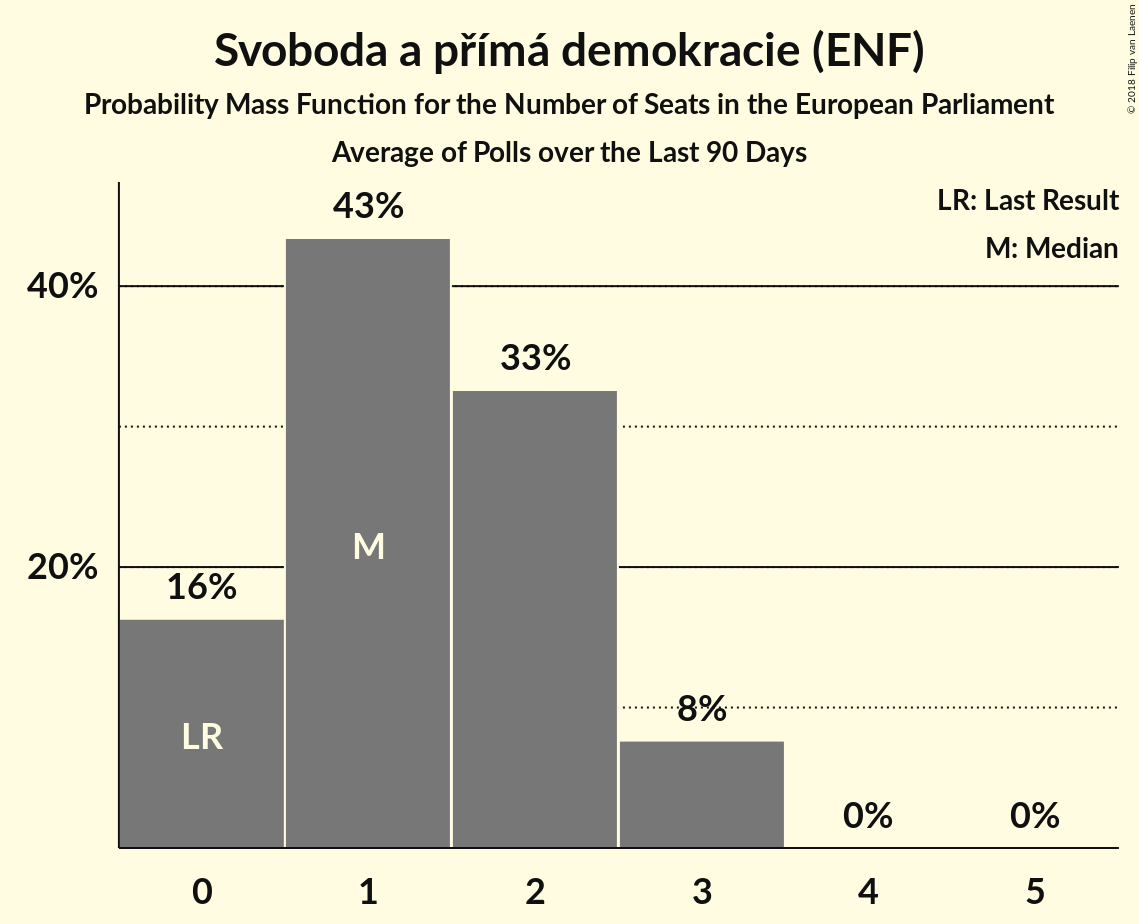 Svoboda a přímá demokracie (ENF)
Probability Mass Function for the Number of Seats in the European Parliament
Average of Polls over the Last 90 Days
© 2018 Filip van Laenen
LR: Last Result
M: Median
43%
40%
33%
M
20%
16%
LR
8%
0% 0%
0 1 2 3 4 5